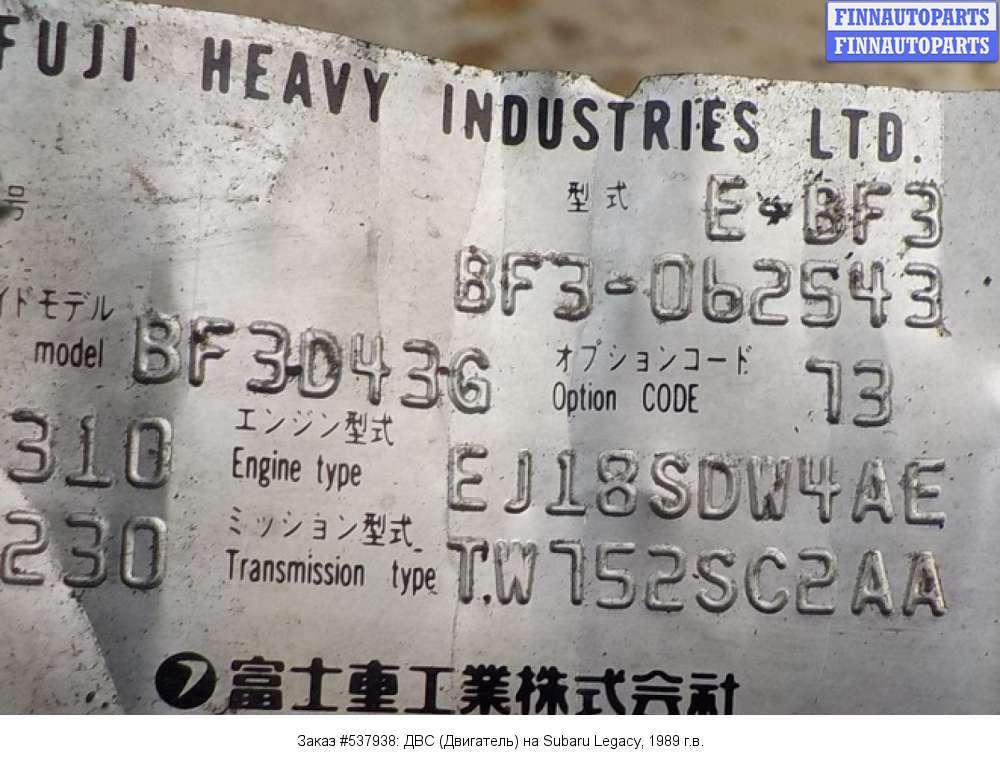 FINNAUTOPARTS
FINNAUTOPARTS
FUJI HEAVY INDUSTRIES LTD.
号 型式 E-BF3
BF3-062543
イドモデル
model BF3D43G
オプションコード
Option CODE 73
310
エンジン型式
Engine type EJ18SDW4AE
230
ミッション型式
Transmission type T.W752SC2AA
富士重工業株式会社
Заказ #537938: ДВС (Двигатель) на Subaru Legacy, 1989 г.в.